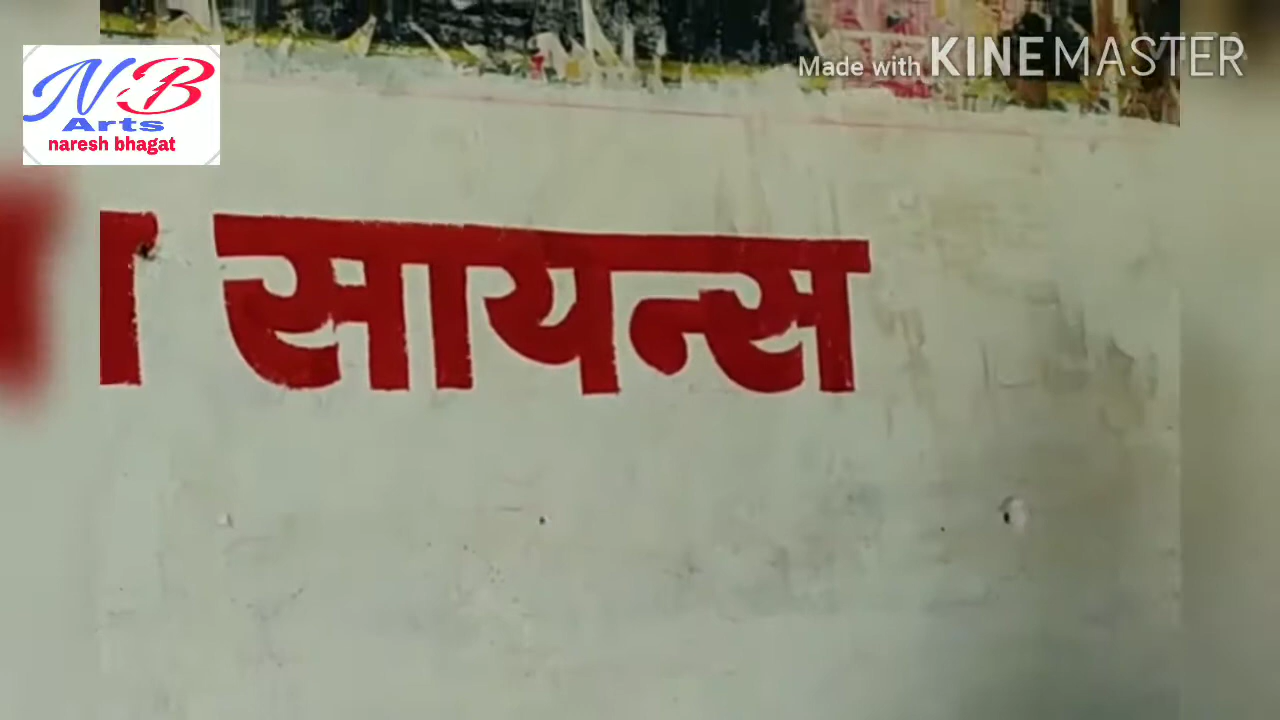 Made with KINEMASTER
NB
Arts
naresh bhagat
सायन्स